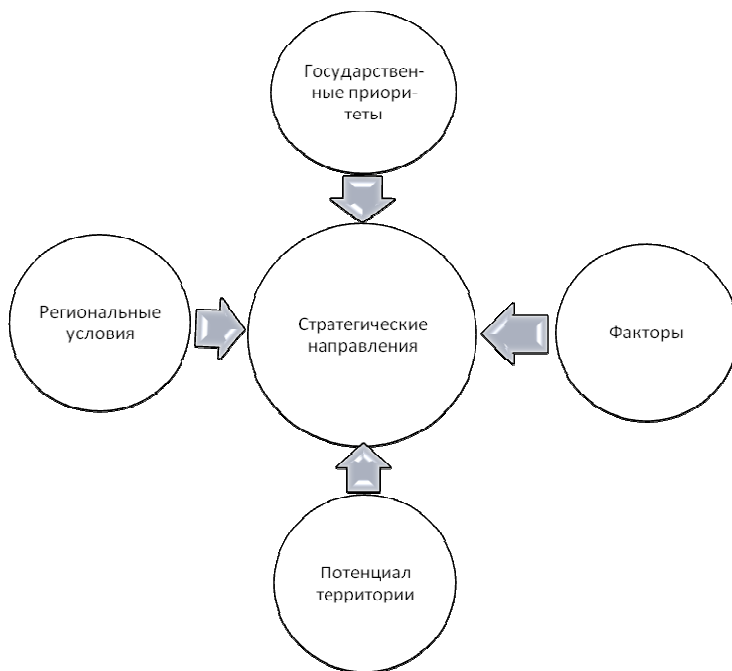 Государствен-
ные приори-
теты
Региональные
условия
Стратегические
направления
Факторы
Потенциал
территории